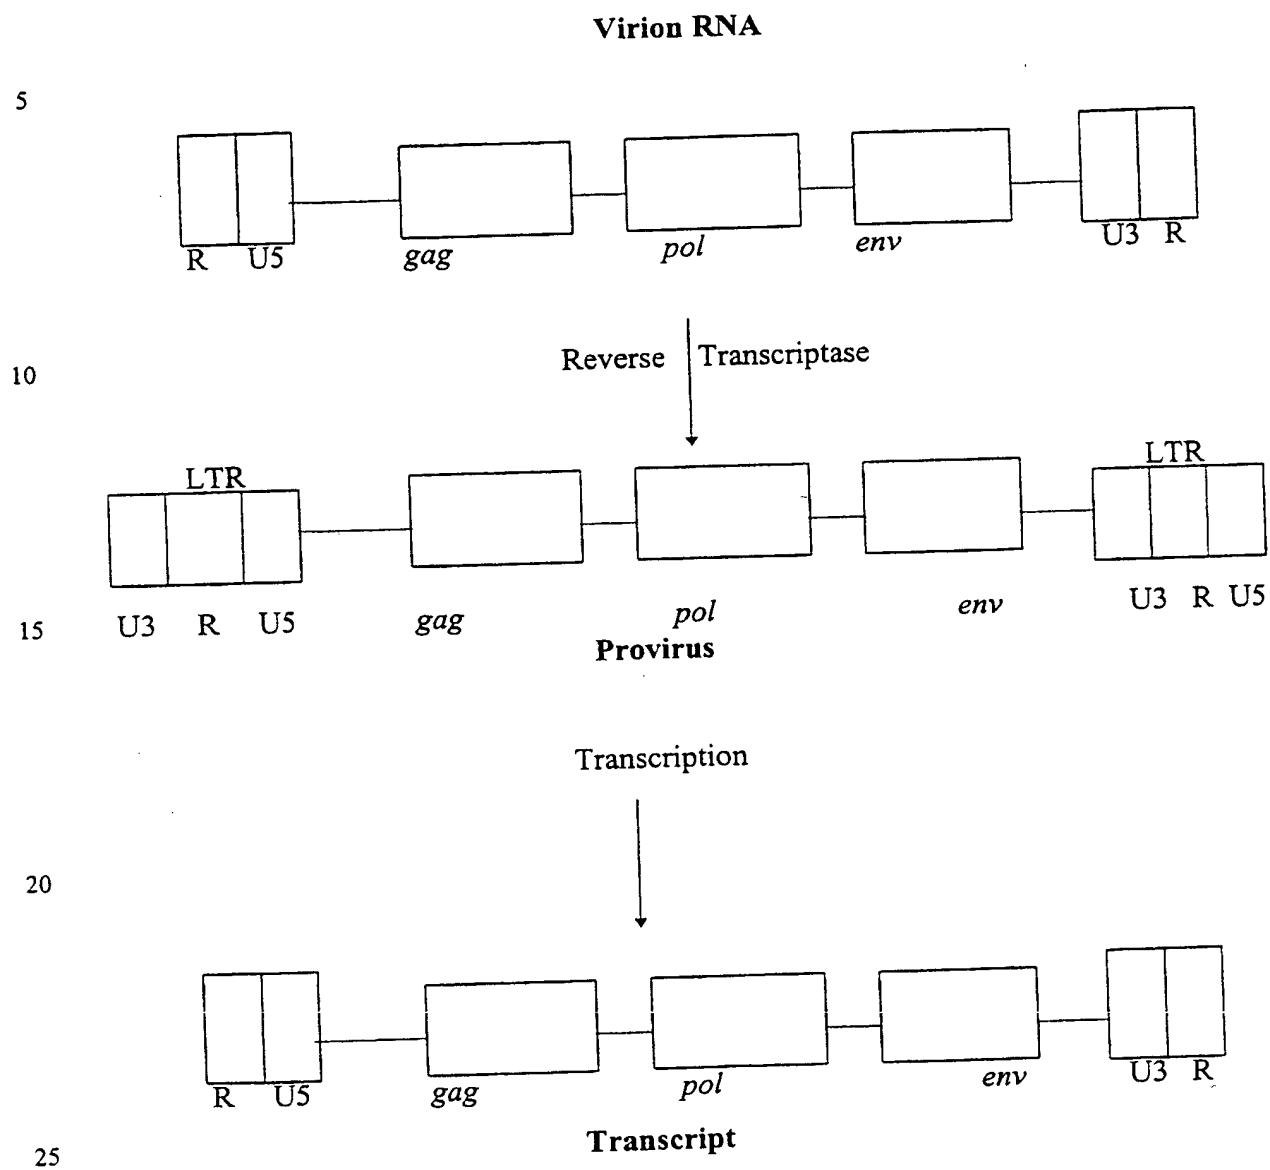 Virion RNA
5
R U5 gag pol env U3 R
Reverse Transcriptase
10
LTR LTR
U3 R U5 gag pol env U3 R U5
15
Provirus
Transcription
20
R U5 gag pol env U3 R
Transcript
25